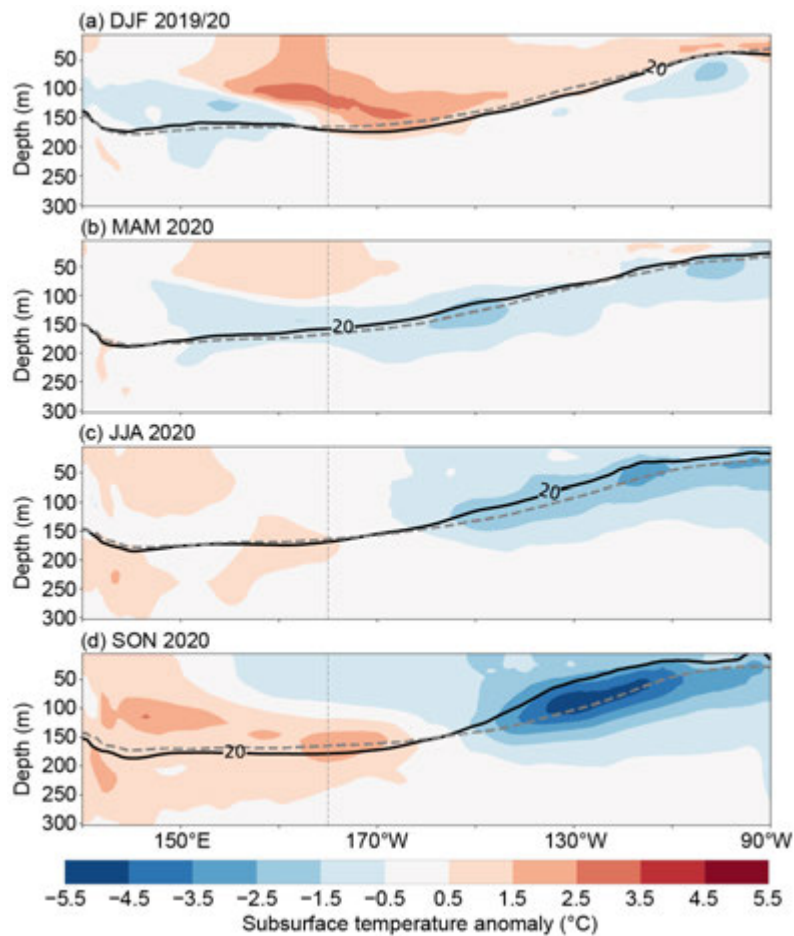 (a) DJF 2019/20
50
100
150
200
250
300
Depth (m)
20
(b) MAM 2020
50
100
150
200
250
300
Depth (m)
20
(c) JJA 2020
50
100
150
200
250
300
Depth (m)
20
(d) SON 2020
50
100
150
200
250
300
Depth (m)
20
150°E 170°W 130°W 90°W
−5.5 −4.5 −3.5 −2.5 −1.5 −0.5 0.5 1.5 2.5 3.5 4.5 5.5
Subsurface temperature anomaly (°C)